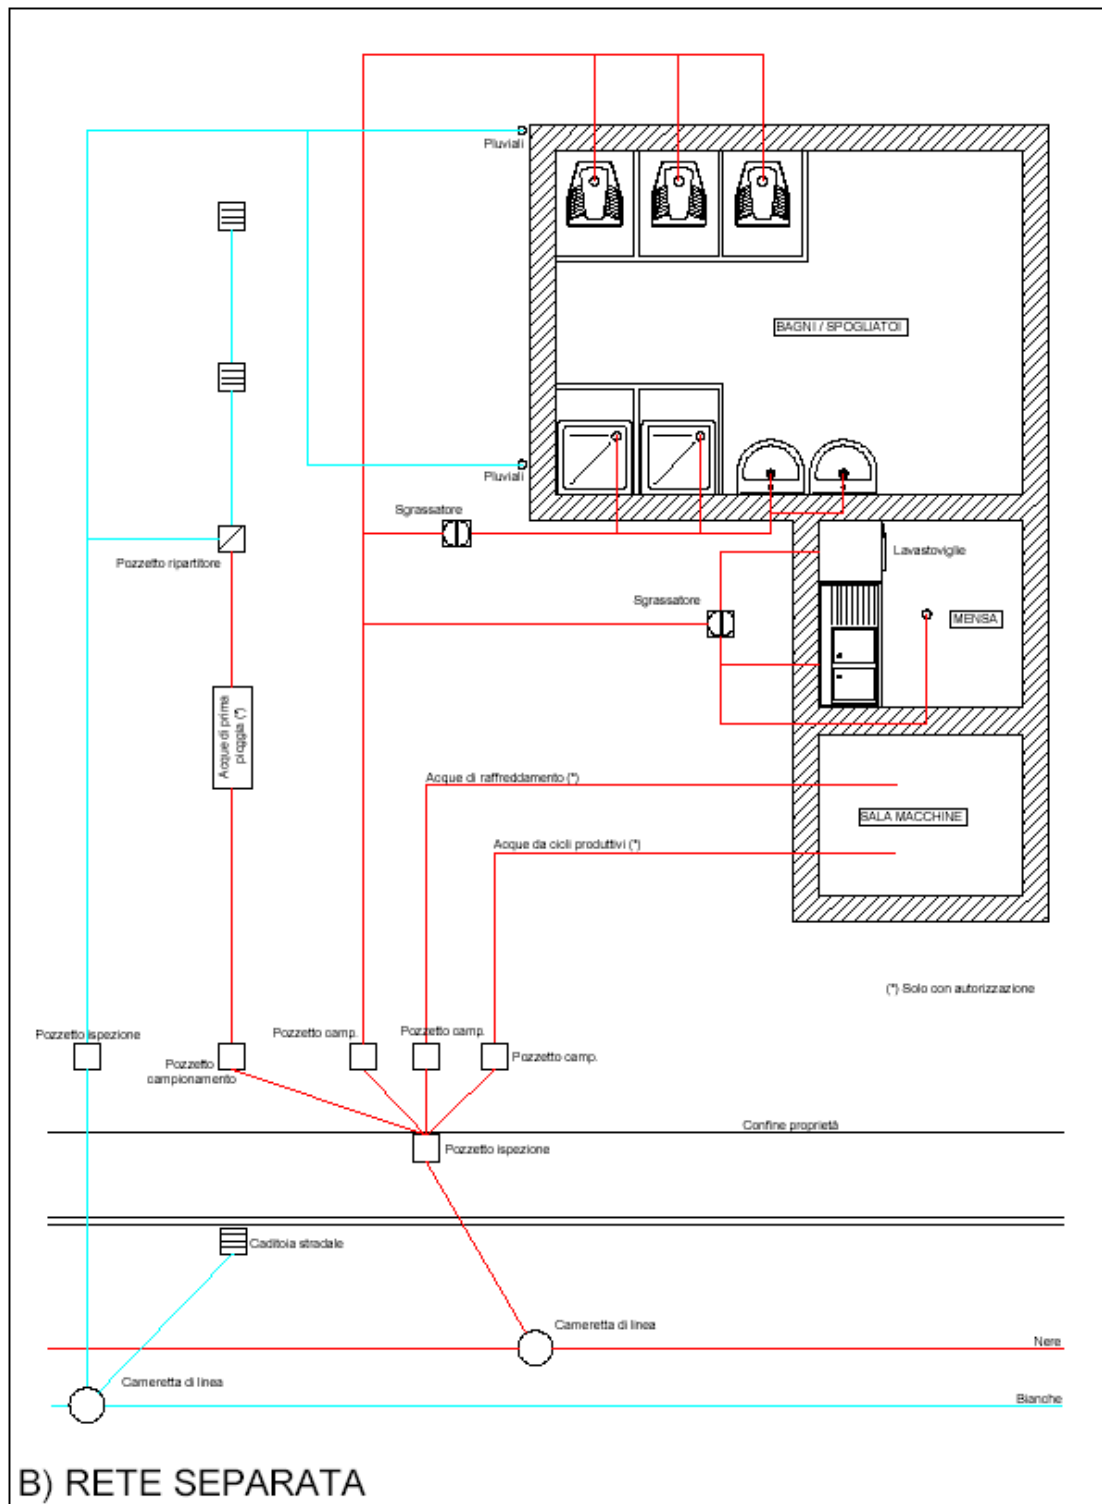 Pluviali
BAGNI / SPOGLIATOI
Pluviali
Sgrassatore
Pozzetto ripartitore
Lavastoviglie
Sgrassatore
MENSA
Acque di prima
pioggia (*)
Acque di raffreddamento (*)
SALA MACCHINE
Acque da cicli produttivi (*)
(*) Solo con autorizzazione
Pozzetto ispezione
Pozzetto camp.
Pozzetto camp.
Pozzetto camp.
Pozzetto
campionamento
Confine proprietà
Pozzetto ispezione
Caditoia stradale
Cameretta di linea
Nere
Cameretta di linea
Bianche
B) RETE SEPARATA